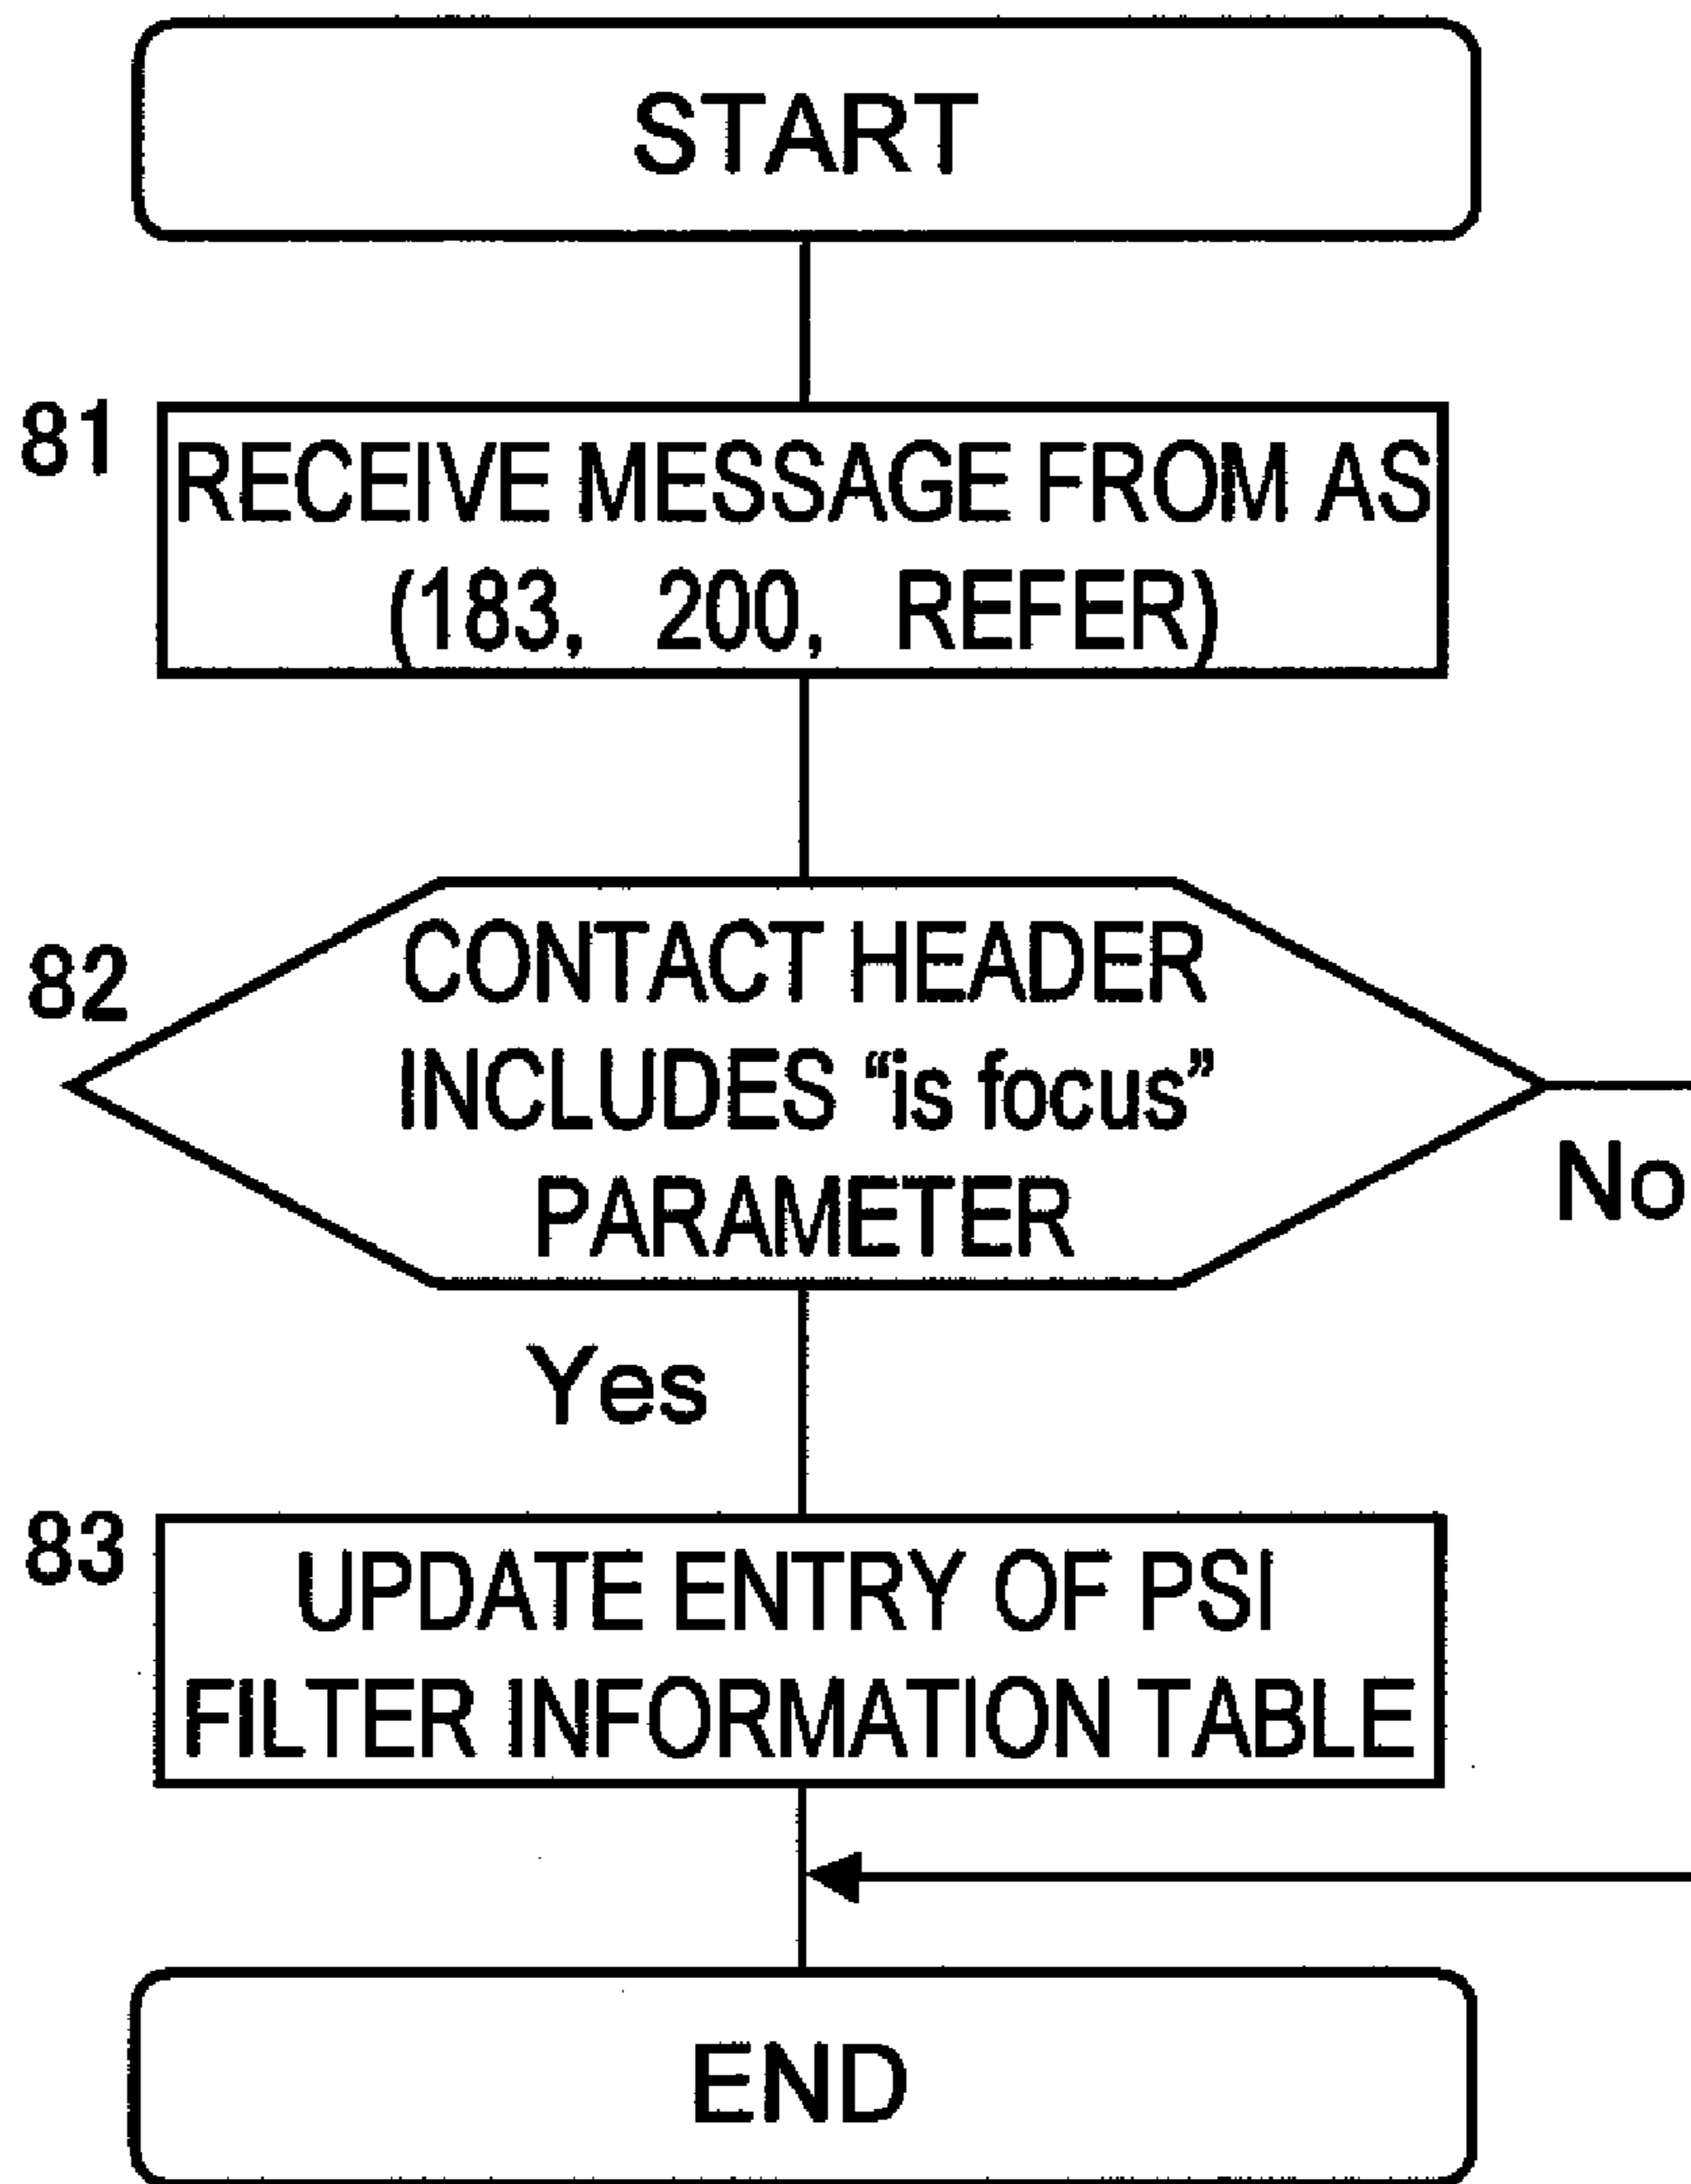 START
81
RECEIVE MESSAGE FROM AS
(183, 200, REFER)
82
CONTACT HEADER
INCLUDES “is focus”
PARAMETER
No
Yes
83
UPDATE ENTRY OF PSI
FILTER INFORMATION TABLE
END